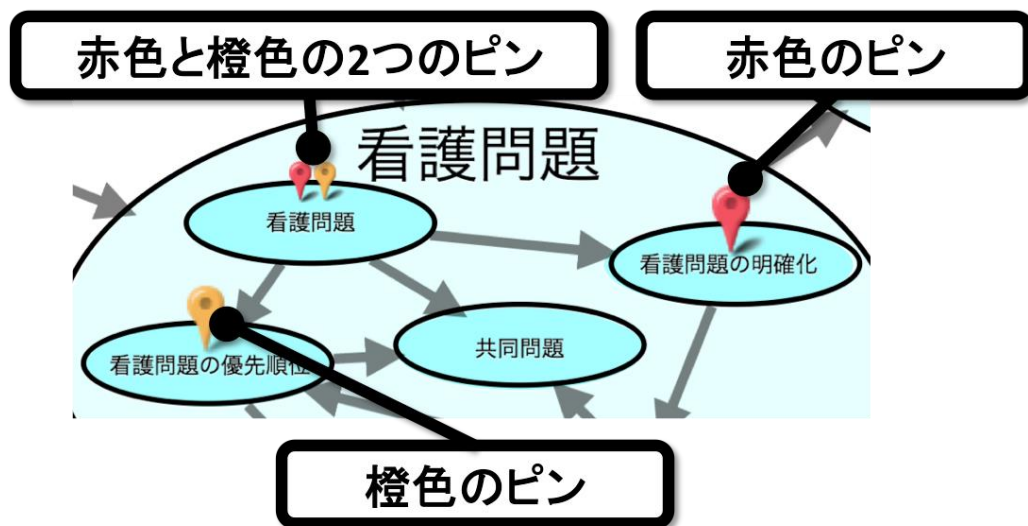 赤色と橙色の2つのピン
赤色のピン
看護問題
看護問題
看護問題の明確化
共同問題
看護問題の優先順位
橙色のピン